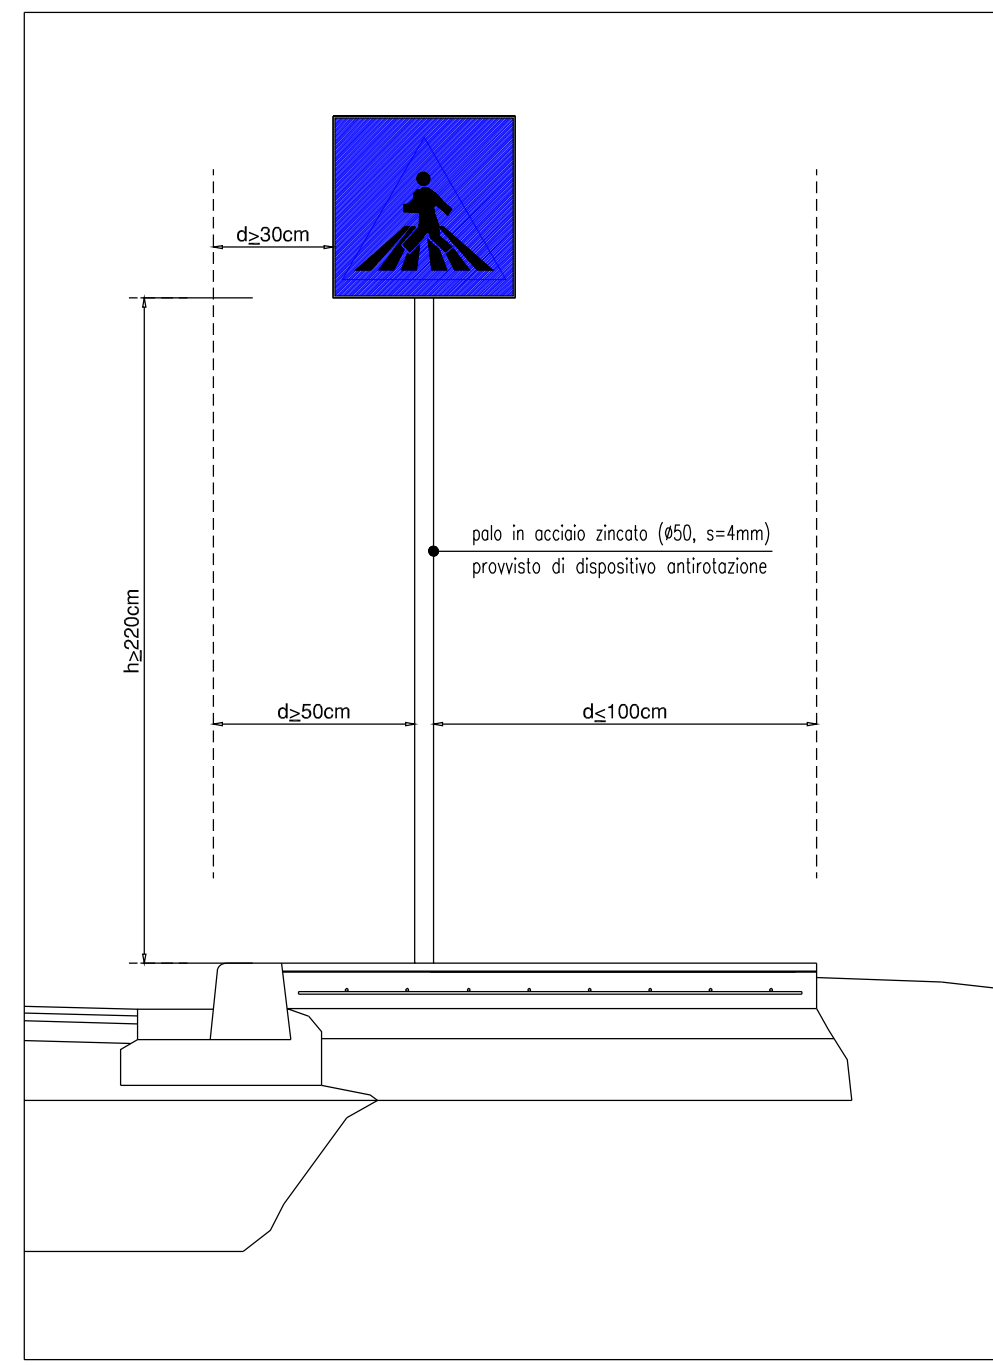 d≥30cm
palo in acciaio zincato (ø50, s=4mm)
provvisto di dispositivo antirotazione
h≥220cm
d≥50cm
d≤100cm